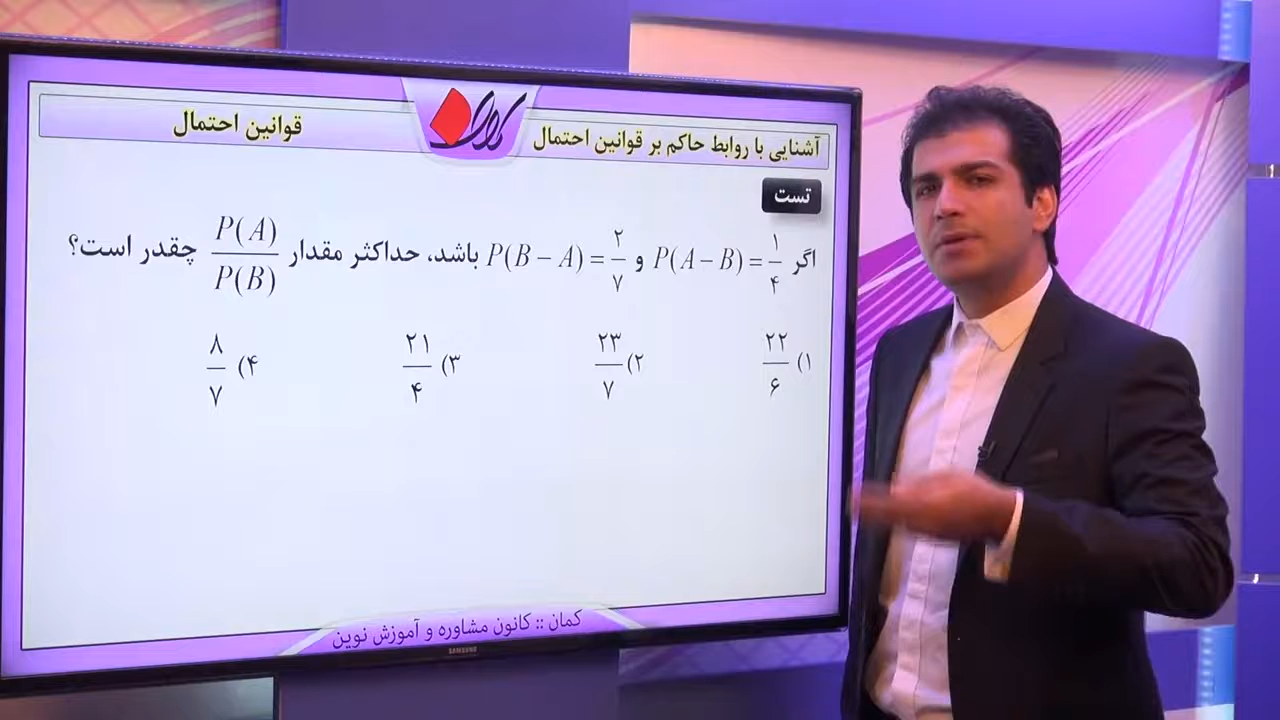 آشنایی با روابط حاکم بر قوانین احتمال
قوانین احتمال
تست
اگر P(A − B) = ۱/۴ و P(B − A) = ۲/۷ باشد، حداکثر مقدار P(A)/P(B) چقدر است؟
۱) ۲۲/۶ ۲) ۲۳/۷ ۳) ۲۱/۴ ۴) ۸/۷
کمان :: کانون مشاوره و آموزش نوین
SAMSUNG